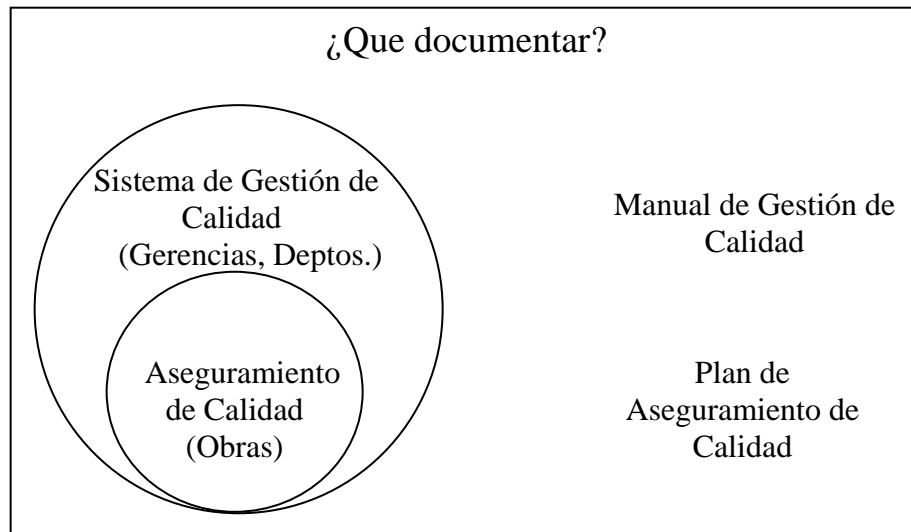 ¿Que documentar?
Sistema de Gestión de
Calidad
(Gerencias, Deptos.)
Manual de Gestión de
Calidad
Aseguramiento
de Calidad
(Obras)
Plan de
Aseguramiento de
Calidad